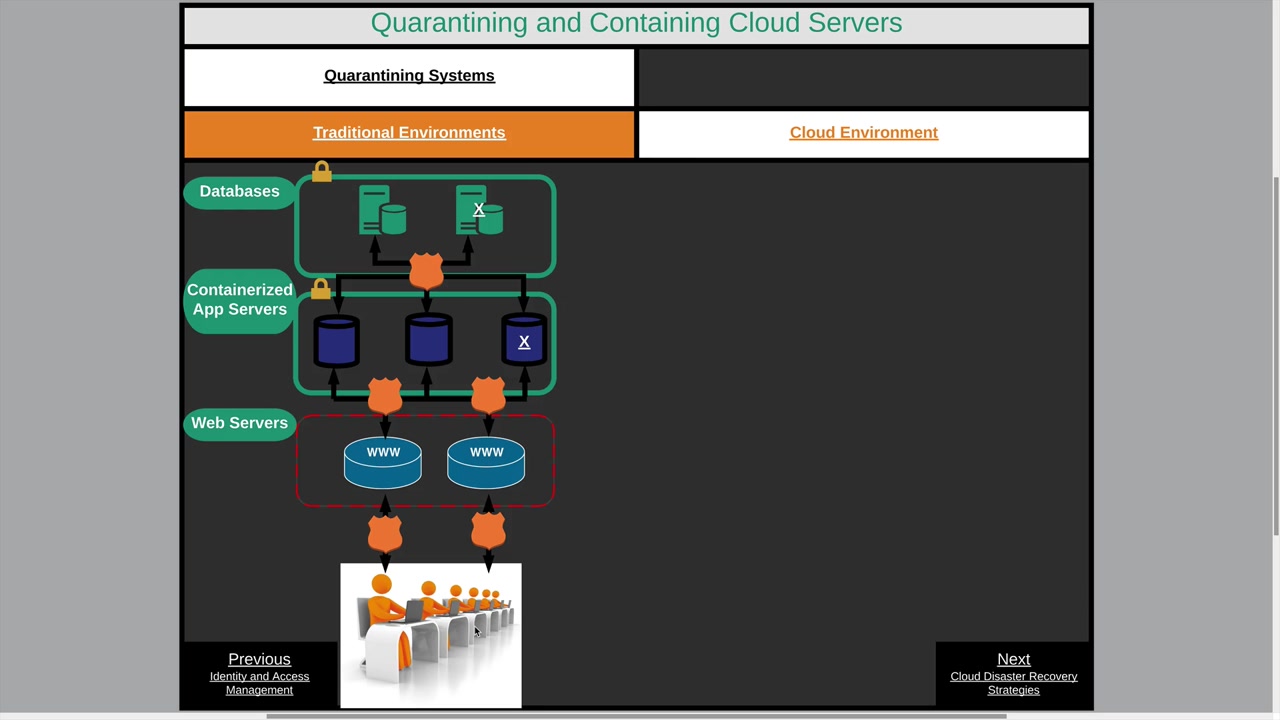 Quarantining and Containing Cloud Servers
Quarantining Systems
Traditional Environments
Cloud Environment
Databases
X
Containerized
App Servers
X
Web Servers
WWW
WWW
Previous
Identity and Access
Management
Next
Cloud Disaster Recovery
Strategies